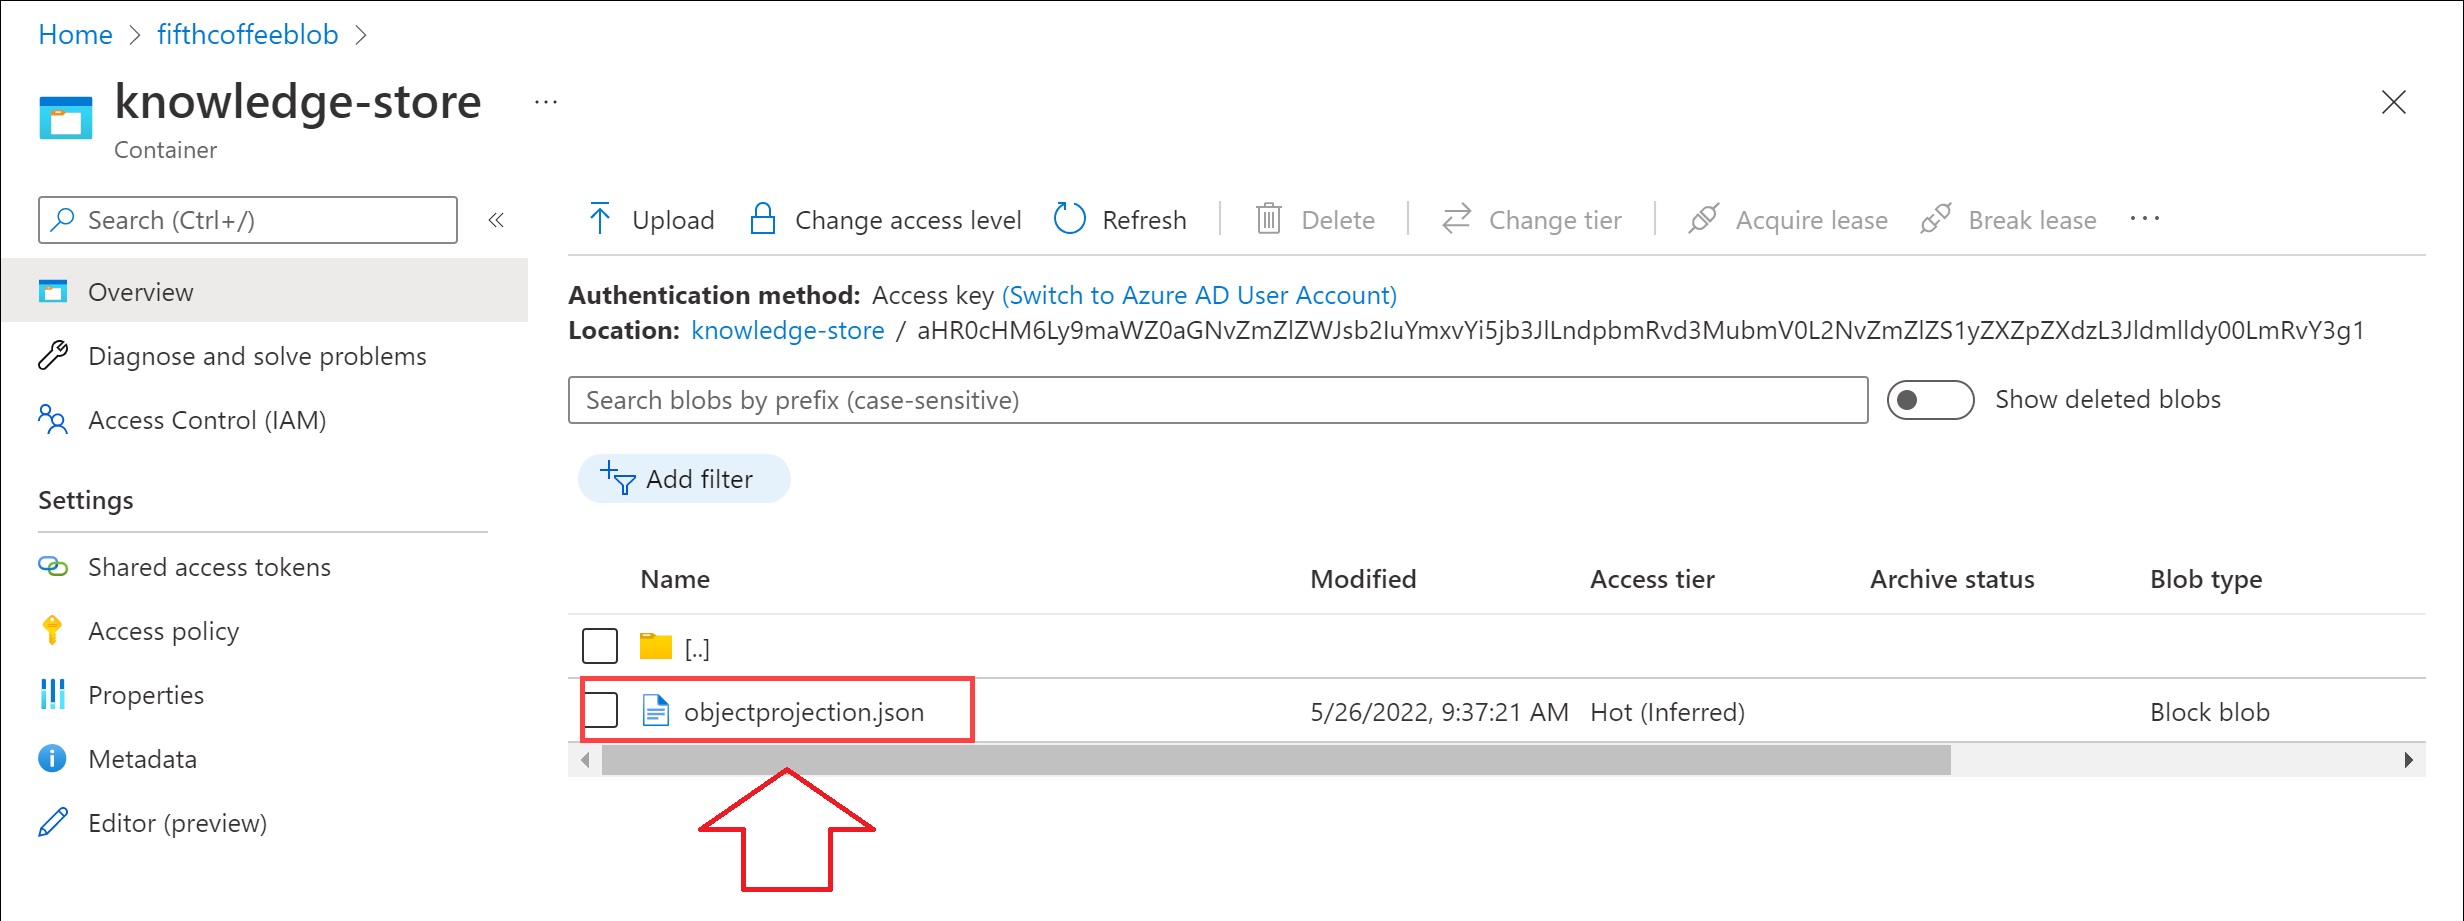 Home > fifthcoffeeblob >
knowledge-store ...
Container
Search (Ctrl+/)
Overview
Diagnose and solve problems
Access Control (IAM)
Settings
Shared access tokens
Access policy
Properties
Metadata
Editor (preview)
Upload Change access level Refresh Delete Change tier Acquire lease Break lease ...
Authentication method: Access key (Switch to Azure AD User Account)
Location: knowledge-store / aHR0cHM6Ly9maWZ0aGNvZmZlZWJsb2IuYmxvYi5jb3JlLndpbmRvd3MubmV0L2NvZmZlZS1yZXZpZXdzL3Jldmlldy00LmRvY3g1
Search blobs by prefix (case-sensitive) Show deleted blobs
Add filter
Name Modified Access tier Archive status Blob type
[..]
objectprojection.json 5/26/2022, 9:37:21 AM Hot (Inferred) Block blob